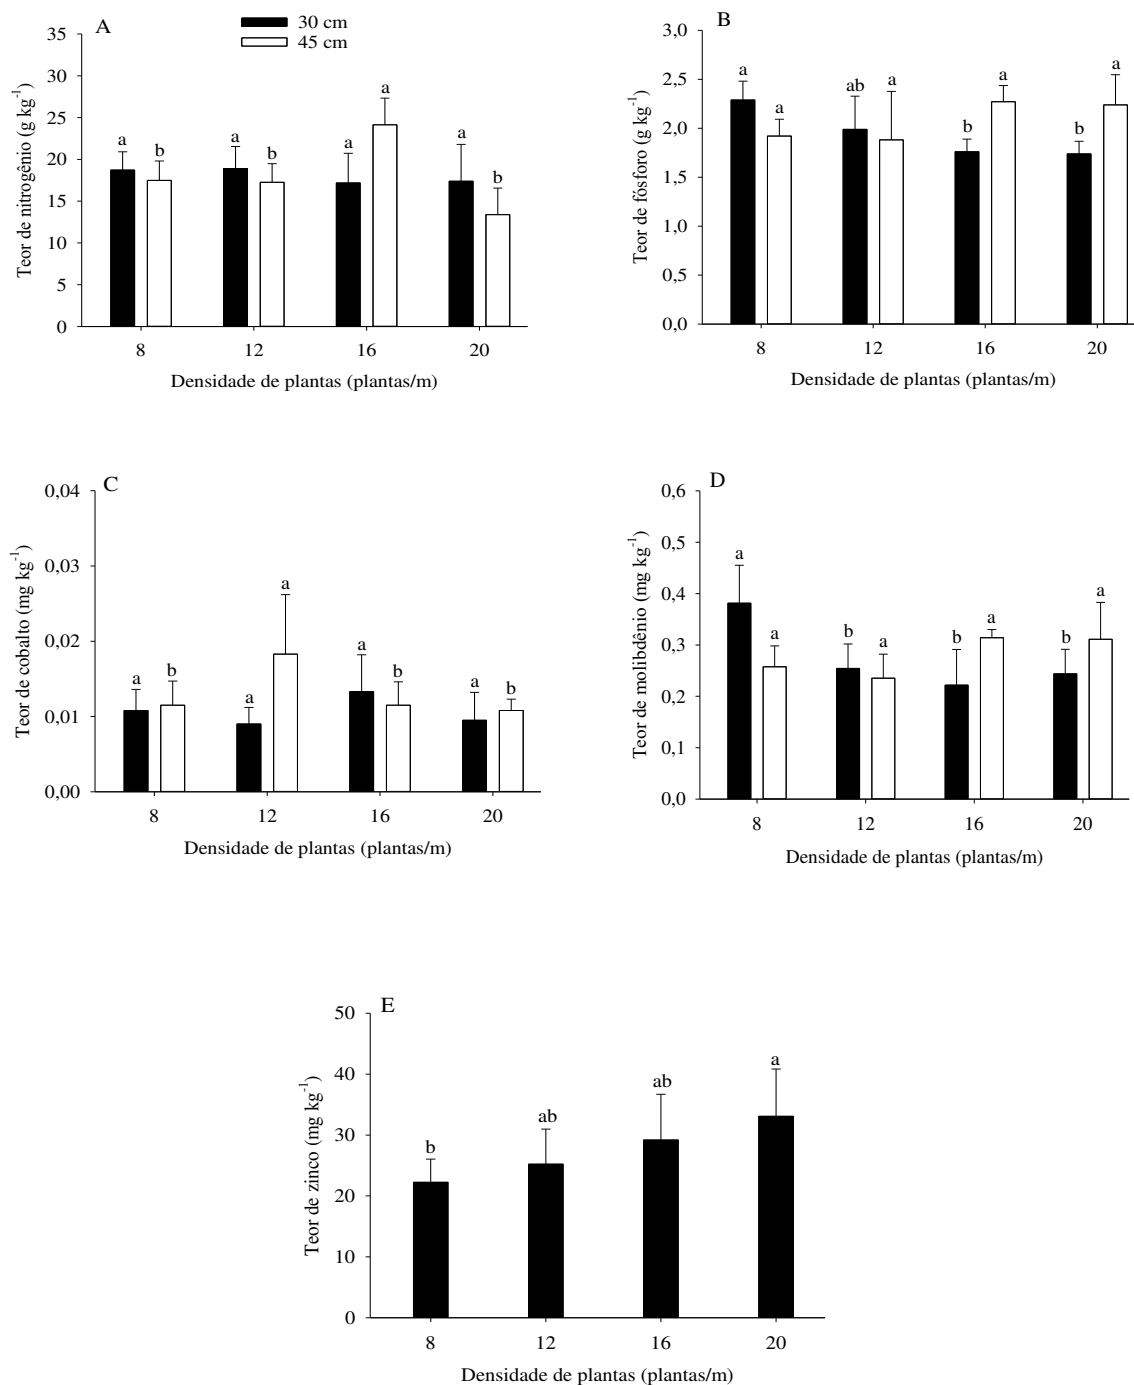 A
30 cm
45 cm
35
30
25
20
15
10
5
0
Teor de nitrogênio (g kg⁻¹)
a
b
a
b
a
a
a
b
8
12
16
20
Densidade de plantas (plantas/m)
B
3,0
2,5
2,0
1,5
1,0
0,5
0,0
Teor de fósforo (g kg⁻¹)
a
a
ab
a
b
a
b
a
8
12
16
20
Densidade de plantas (plantas/m)
C
0,04
0,03
0,02
0,01
0,00
Teor de cobalto (mg kg⁻¹)
a
b
a
a
a
b
a
b
8
12
16
20
Densidade de plantas (plantas/m)
D
0,6
0,5
0,4
0,3
0,2
0,1
0,0
Teor de molibdênio (mg kg⁻¹)
a
a
b
a
b
a
b
a
8
12
16
20
Densidade de plantas (plantas/m)
E
50
40
30
20
10
0
Teor de zinco (mg kg⁻¹)
b
ab
ab
a
8
12
16
20
Densidade de plantas (plantas/m)